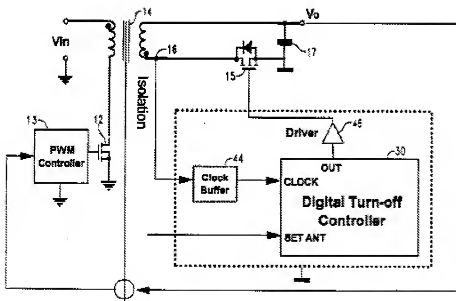 14
Vo
Vin
16
17
15
Isolation
13
12
PWM
Controller
Driver
46
44
30
OUT
Clock
Buffer
CLOCK
Digital Turn-off
Controller
SET ANT